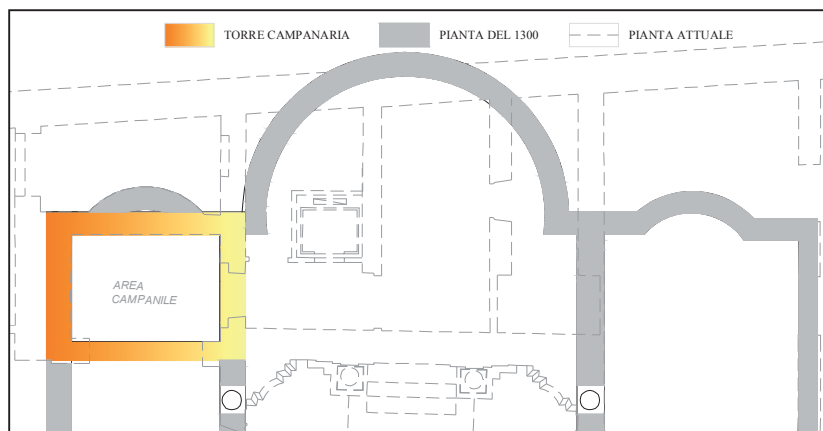 TORRE CAMPANARIA PIANTA DEL 1300 PIANTA ATTUALE
AREA
CAMPANILE